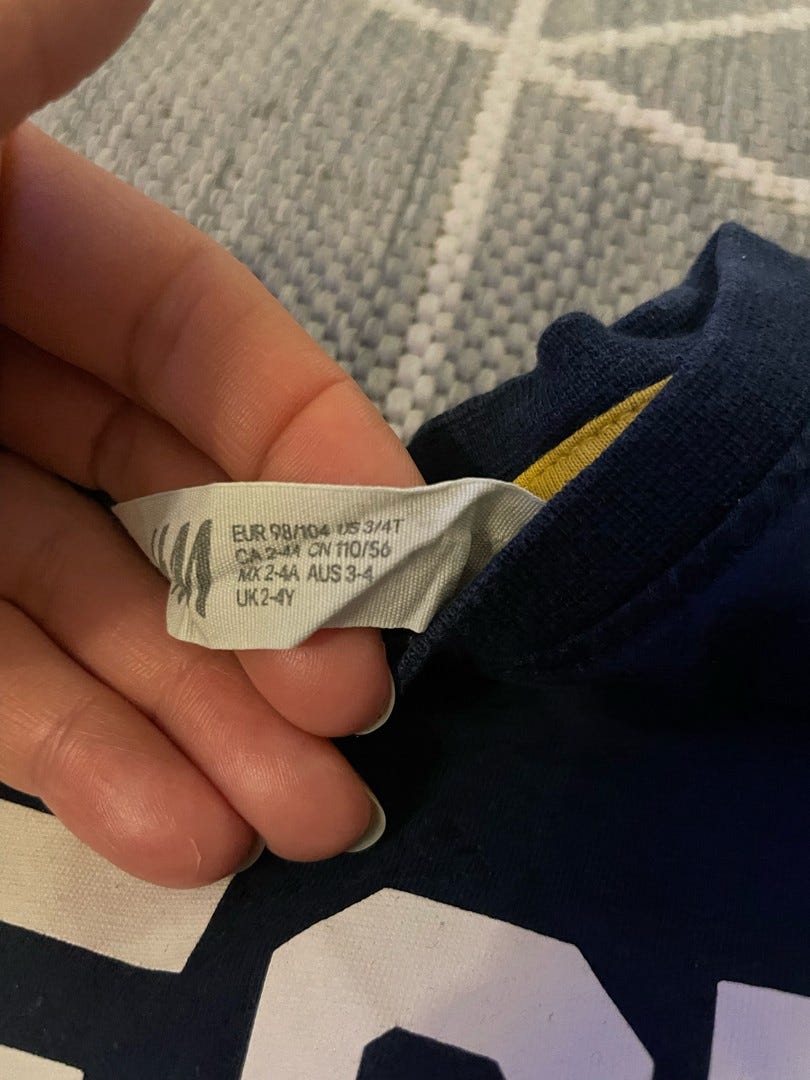 EUR 98/104 US 3/4T
CA 2-4A CN 110/56
MX 2-4A AUS 3-4
UK 2-4Y